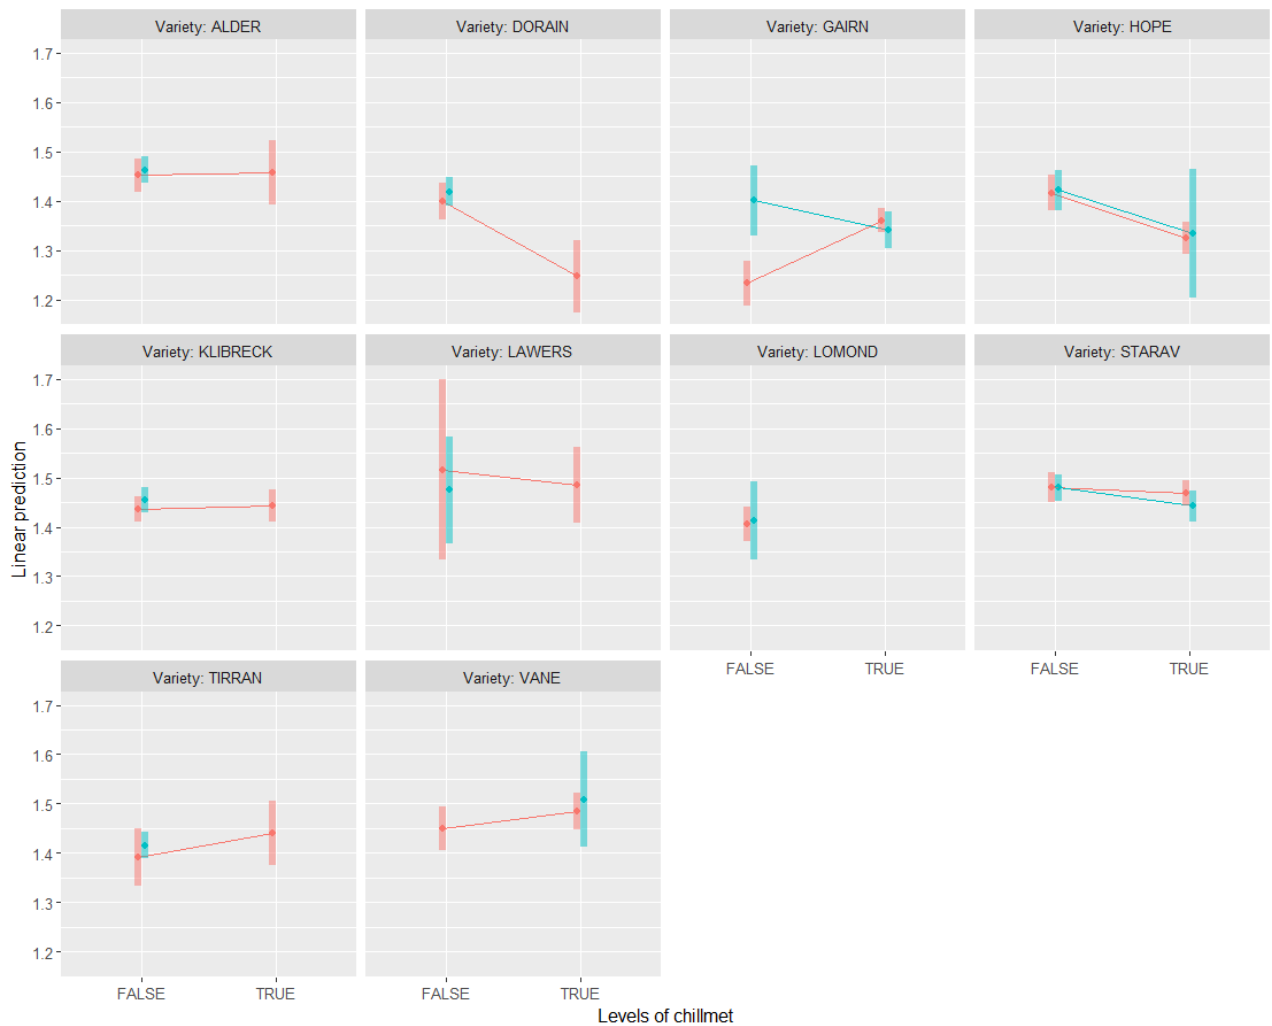 Variety: ALDER
Variety: DORAIN
Variety: GAIRN
Variety: HOPE
1.7
1.6
1.5
1.4
1.3
1.2
Variety: KLIBRECK
Variety: LAWERS
Variety: LOMOND
Variety: STARAV
1.7
1.6
1.5
1.4
1.3
1.2
Linear prediction
FALSE
TRUE
FALSE
TRUE
Variety: TIRRAN
Variety: VANE
1.7
1.6
1.5
1.4
1.3
1.2
FALSE
TRUE
FALSE
TRUE
Levels of chillmet